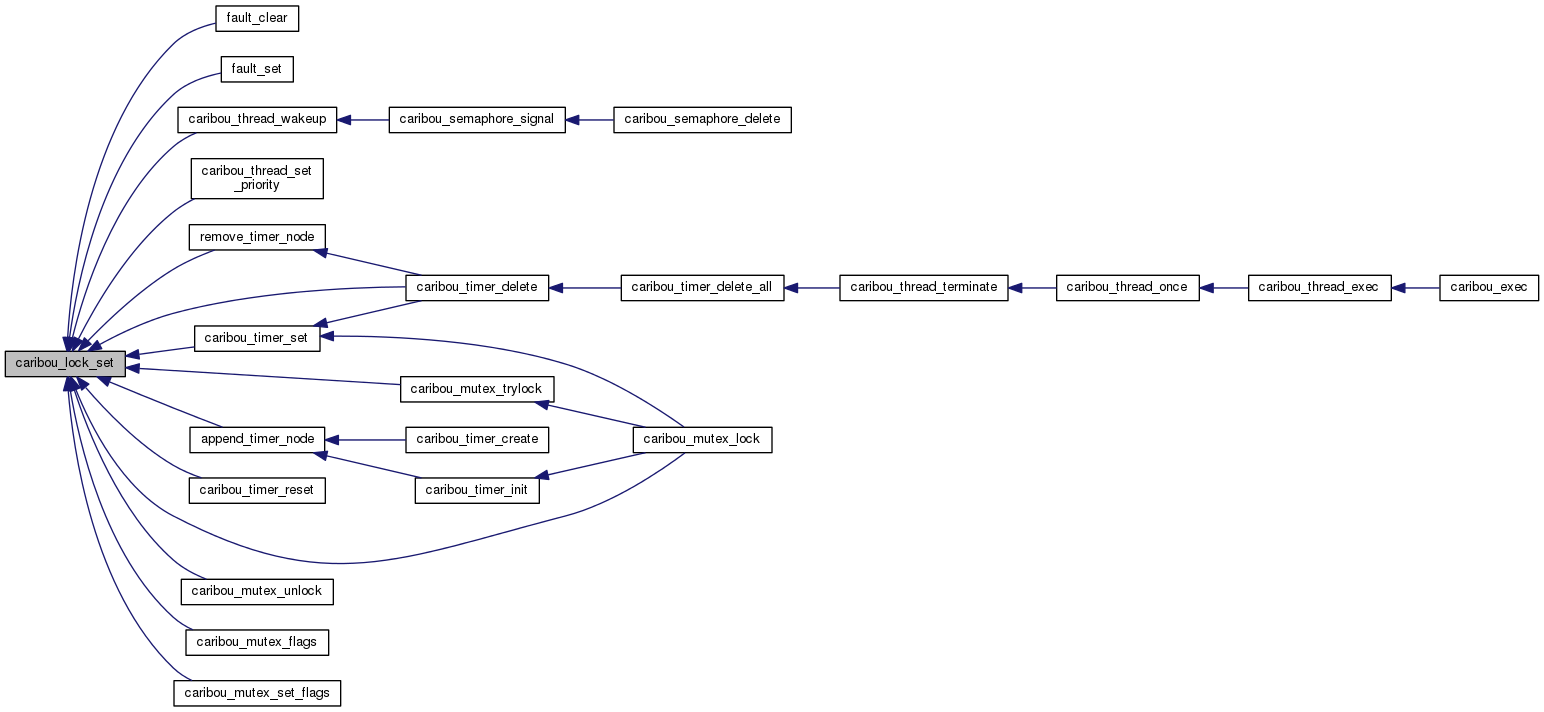 fault_clear
fault_set
caribou_thread_wakeup
caribou_semaphore_signal
caribou_semaphore_delete
caribou_thread_set
_priority
remove_timer_node
caribou_timer_delete
caribou_timer_delete_all
caribou_thread_terminate
caribou_thread_once
caribou_thread_exec
caribou_exec
caribou_timer_set
caribou_lock_set
caribou_mutex_trylock
append_timer_node
caribou_timer_create
caribou_mutex_lock
caribou_timer_reset
caribou_timer_init
caribou_mutex_unlock
caribou_mutex_flags
caribou_mutex_set_flags